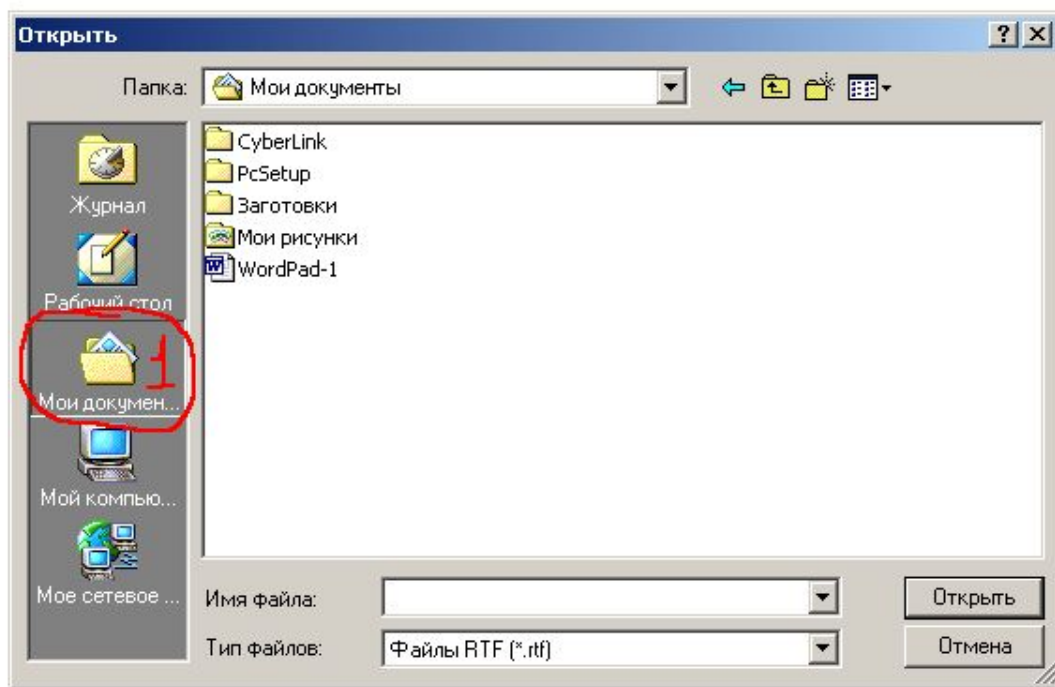 Открыть
Папка: Мои документы
CyberLink
PcSetup
Заготовки
Мои рисунки
WordPad-1
Журнал
Рабочий стол
1
Мои докумен...
Мой компью...
Мое сетевое ...
Имя файла:
Открыть
Тип файлов: Файлы RTF (*.rtf)
Отмена